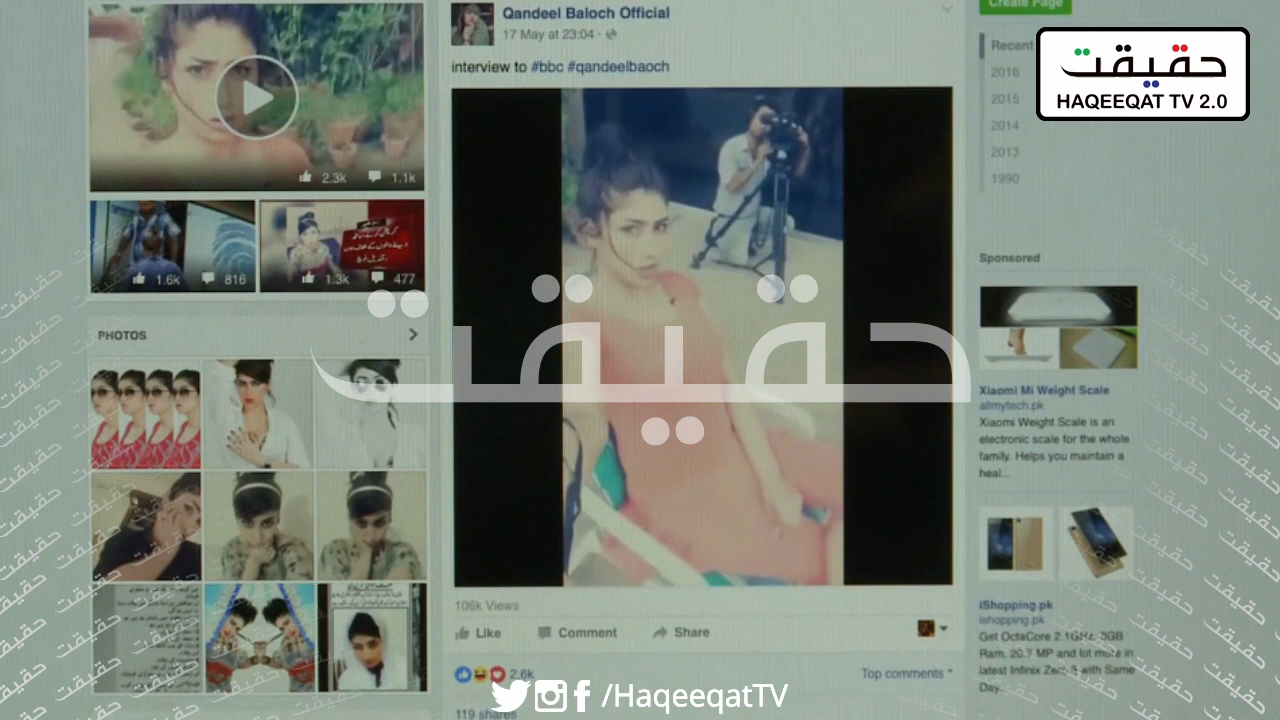 Qandeel Baloch Official
17 May at 23:04
interview to #bbc #qandeelbaoch
2.3k
1.1k
1.6k
816
1.3k
477
PHOTOS
106k Views
Like
Comment
Share
2.6k
Top comments
119 shares
Create Page
Recent
2016
2015
2014
2013
1990
حقيقت
HAQEEQAT TV 2.0
حقيقت
Sponsored
Xiaomi Mi Weight Scale
allmytech.pk
Xiaomi Weight Scale is an
electronic scale for the whole
family. Helps you maintain a
heal...
iShopping.pk
ishopping.pk
Get OctaCore 2.1GHz, 3GB
Ram, 20.7 MP and lot more in
latest Infinix Zero 3 with Same
Day...
/HaqeeqatTV